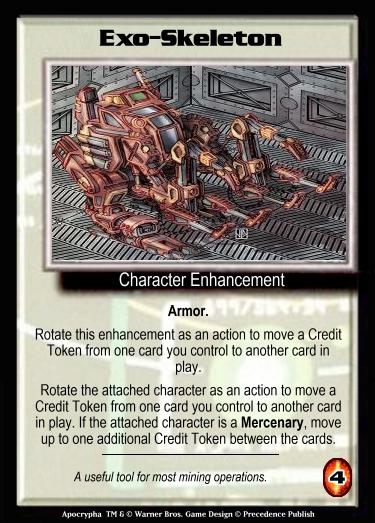 Exo-Skeleton
Character Enhancement
Armor.
Rotate this enhancement as an action to move a Credit
Token from one card you control to another card in
play.
Rotate the attached character as an action to move a
Credit Token from one card you control to another card
in play. If the attached character is a Mercenary, move
up to one additional Credit Token between the cards.
A useful tool for most mining operations.
4
Apocrypha TM & © Warner Bros. Game Design © Precedence Publish